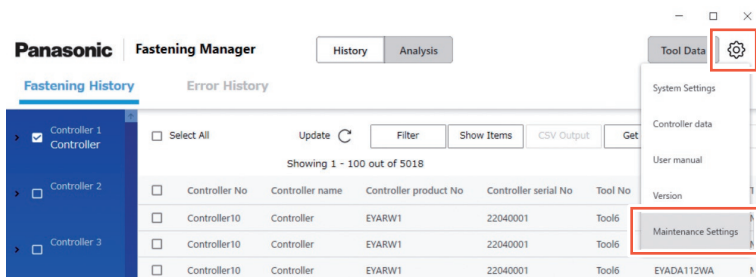 Panasonic Fastening Manager History Analysis Tool Data
Fastening History Error History
System Settings
Controller data
User manual
Version
Maintenance Settings
Controller 1
Controller
Controller 2
Controller 3
Select All Update Filter Show Items CSV Output Get
Showing 1 - 100 out of 5018
Controller No Controller name Controller product No Controller serial No Tool No
Controller10 Controller EYARW1 22040001 Tool6
Controller10 Controller EYARW1 22040001 Tool6
Controller10 Controller EYARW1 22040001 Tool6 EYADA112WA